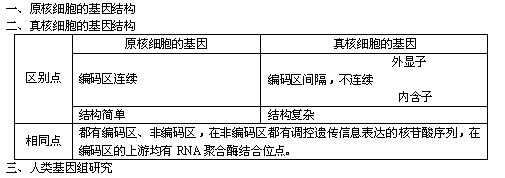 一、原核细胞的基因结构
二、真核细胞的基因结构
原核细胞的基因 真核细胞的基因
区别点 编码区连续 外显子
编码区间隔，不连续
内含子
结构简单 结构复杂
相同点 都有编码区、非编码区，在非编码区都有调控遗传信息表达的核苷酸序列，在
编码区的上游均有 RNA 聚合酶结合位点。
三、人类基因组研究